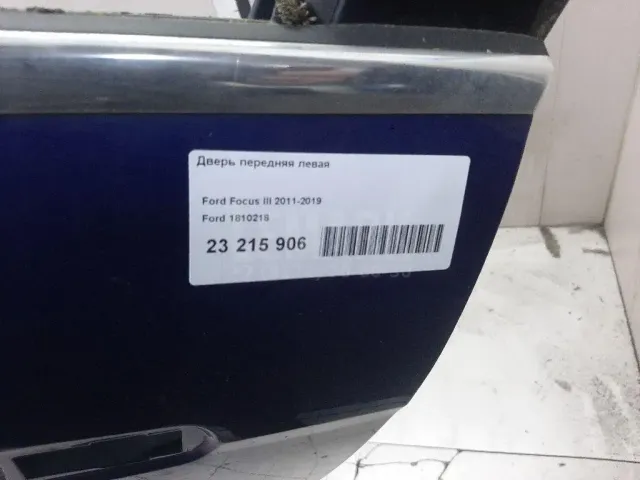 Дверь передняя левая
Ford Focus III 2011-2019
Ford 1810218
23 215 906